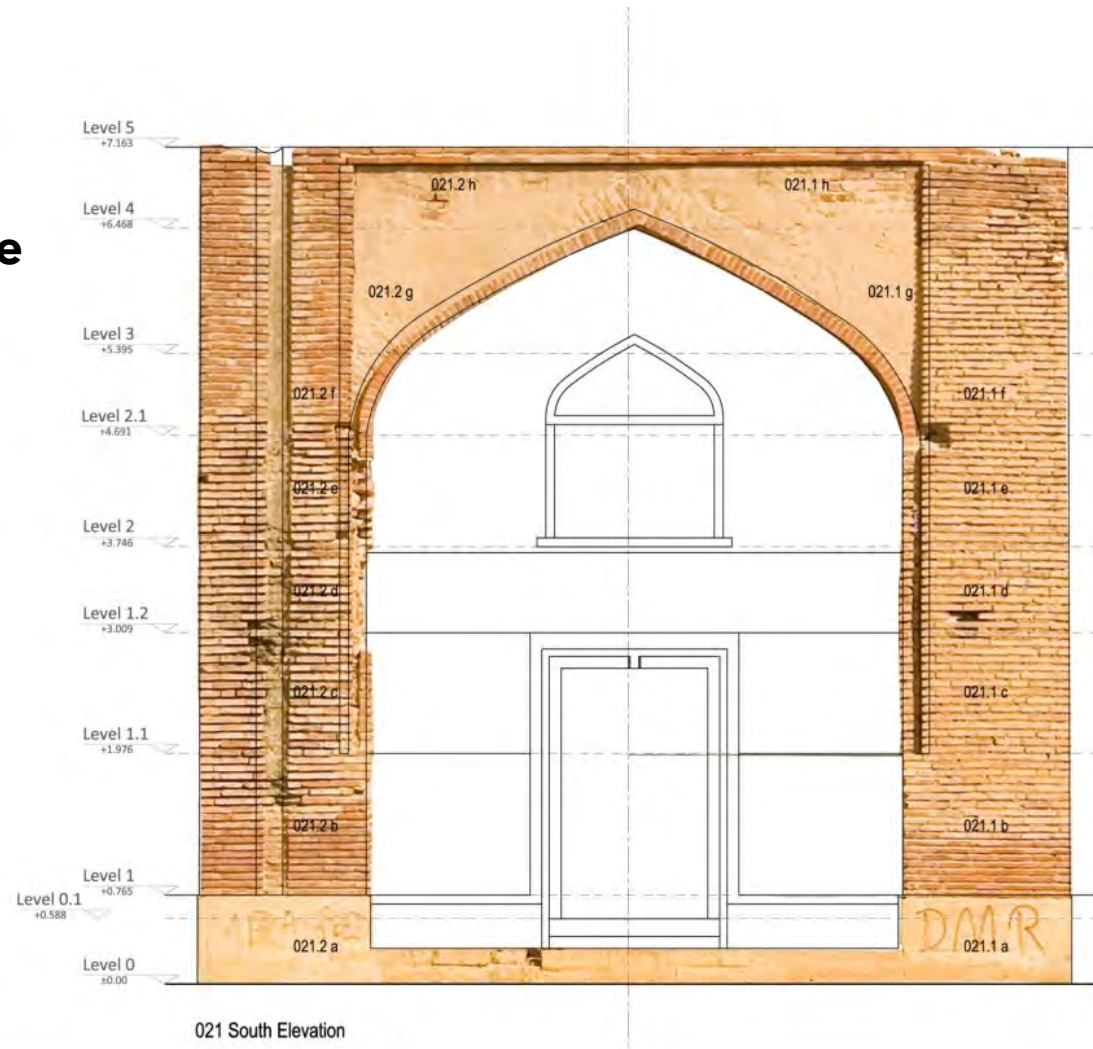 e
Level 5
+7.163
021.2 h
021.1 h
Level 4
+6.468
021.2 g
021.1 g
Level 3
+5.395
021.2 f
021.1 f
Level 2.1
+4.691
021.2 e
021.1 e
Level 2
+3.746
021.2 d
021.1 d
Level 1.2
+3.009
021.2 c
021.1 c
Level 1.1
+1.976
021.2 b
021.1 b
Level 1
+0.765
Level 0.1
+0.588
DMR
021.2 a
021.1 a
Level 0
±0.00
021 South Elevation